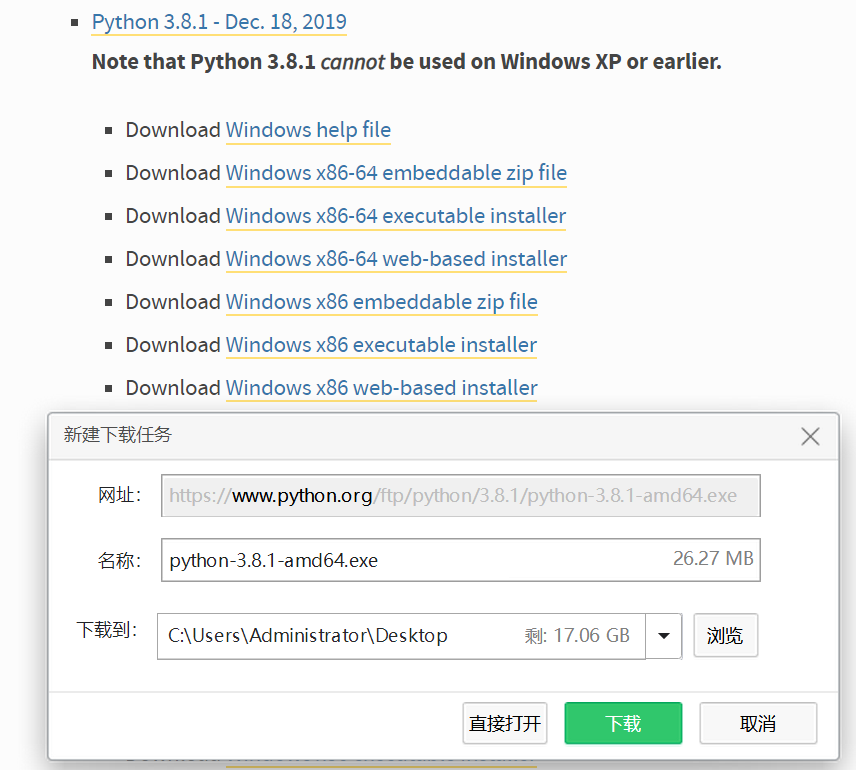 Python 3.8.1 - Dec. 18, 2019
Note that Python 3.8.1 cannot be used on Windows XP or earlier.
Download Windows help file
Download Windows x86-64 embeddable zip file
Download Windows x86-64 executable installer
Download Windows x86-64 web-based installer
Download Windows x86 embeddable zip file
Download Windows x86 executable installer
Download Windows x86 web-based installer
新建下载任务
网址: https://www.python.org/ftp/python/3.8.1/python-3.8.1-amd64.exe
名称: python-3.8.1-amd64.exe 26.27 MB
下载到: C:\Users\Administrator\Desktop 剩: 17.06 GB 浏览
直接打开 下载 取消